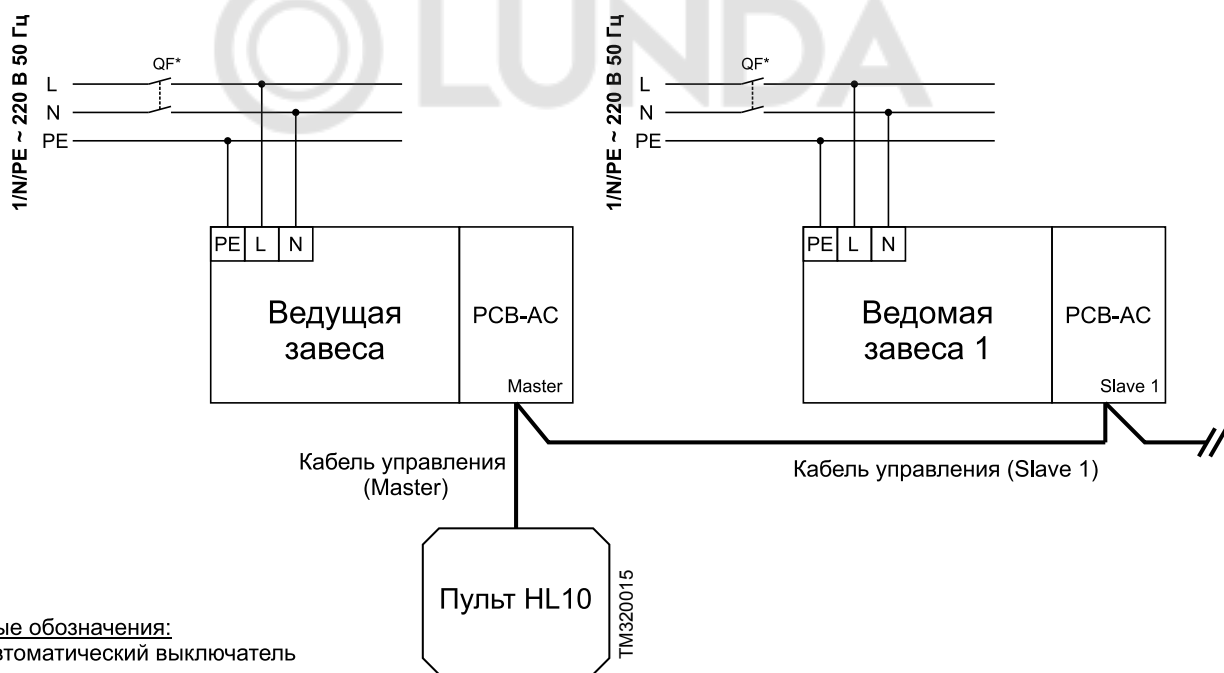 LUNDA
1/N/PE ~ 220 В 50 Гц
QF*
L
N
PE
PE L N
Ведущая
завеса
PCB-AC
Master
1/N/PE ~ 220 В 50 Гц
QF*
L
N
PE
PE L N
Ведомая
завеса 1
PCB-AC
Slave 1
Кабель управления
(Master)
Кабель управления (Slave 1)
Пульт HL10
TM320015
ые обозначения:
втоматический выключатель